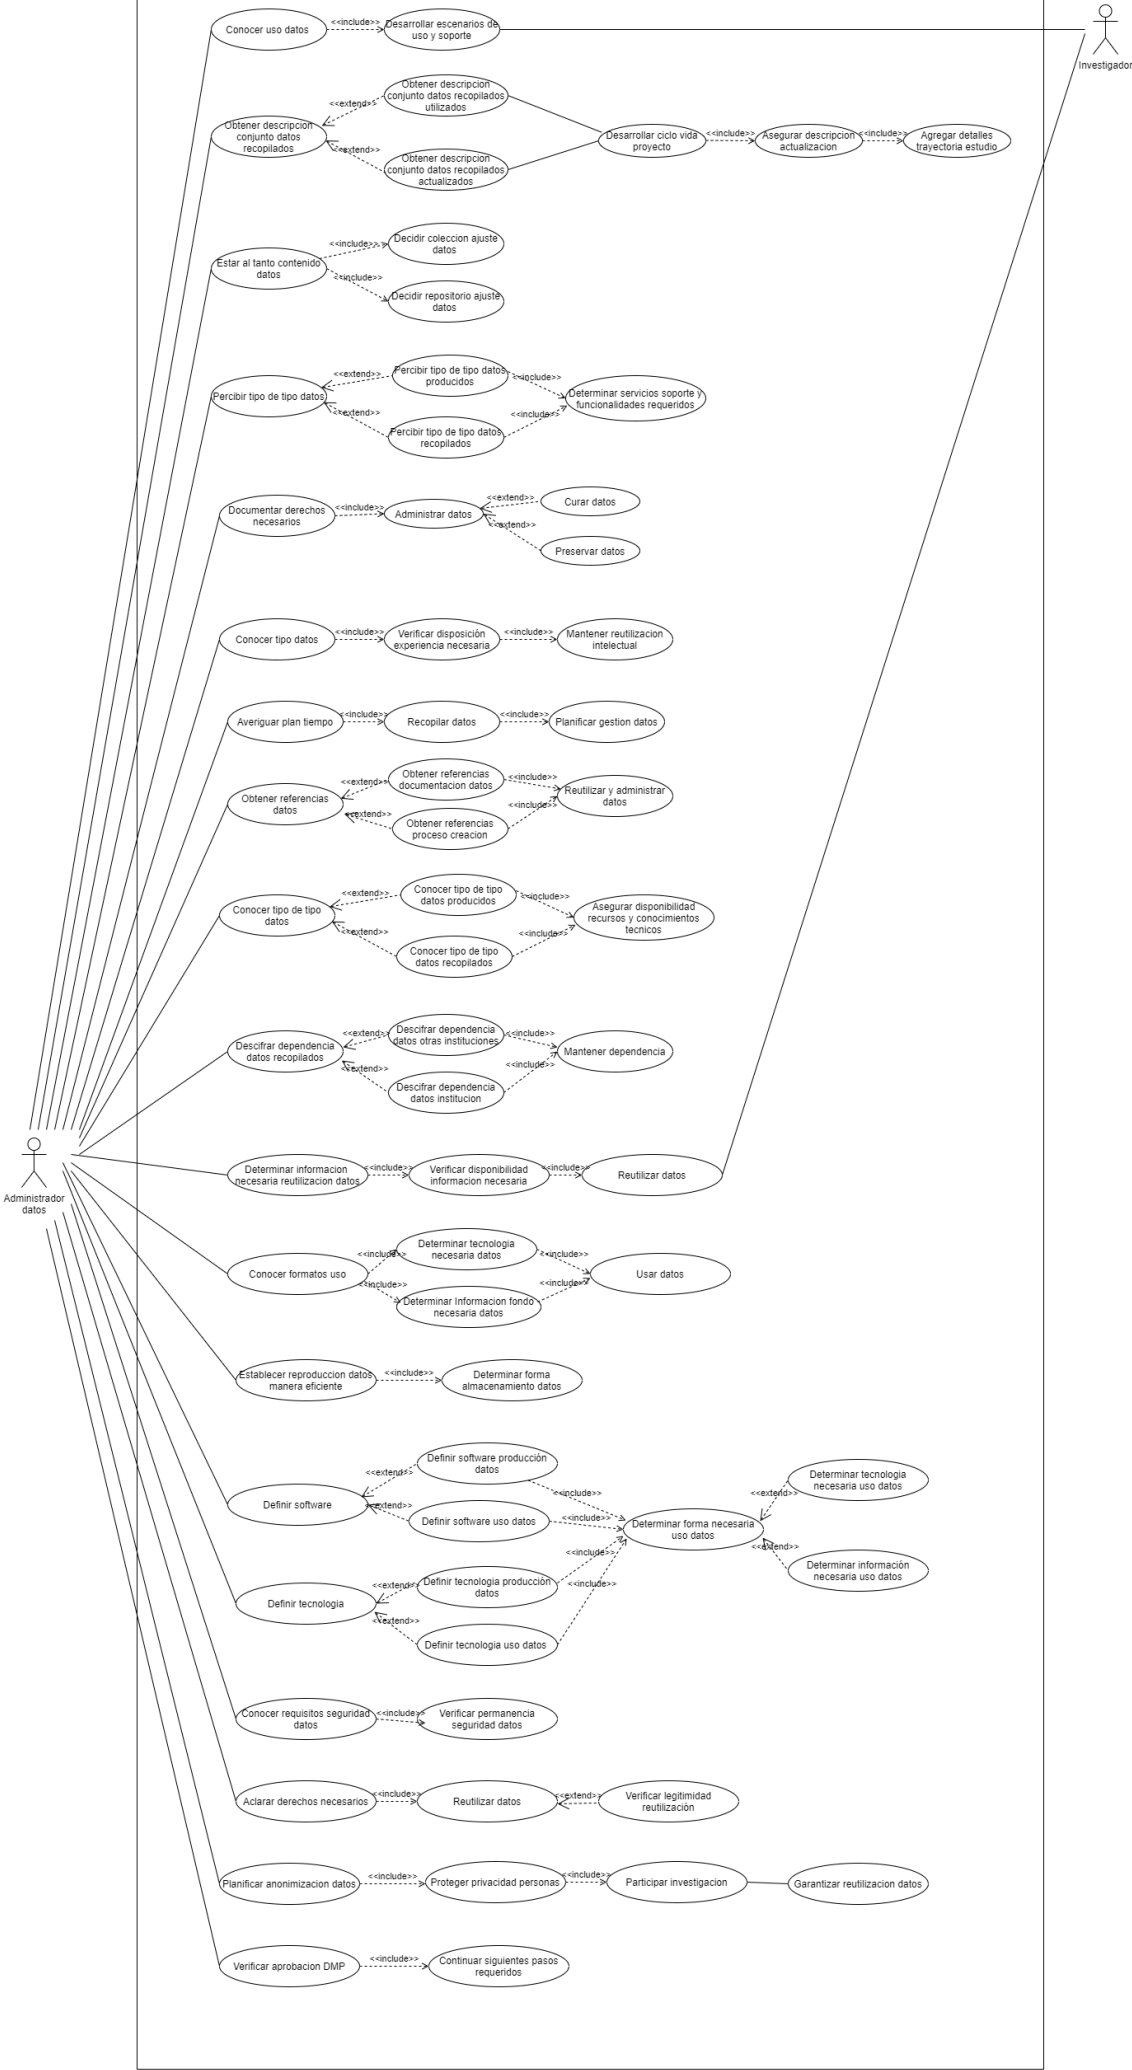 Conocer uso datos
<<include>>
Desarrollar escenarios de
uso y soporte
Investigador
Obtener descripcion
conjunto datos
recopilados
<<extend>>
Obtener descripcion
conjunto datos recopilados
utilizados
<<extend>>
Obtener descripcion
conjunto datos recopilados
actualizados
Desarrollar ciclo vida
proyecto
<<include>>
Asegurar descripcion
actualizacion
<<include>>
Agregar detalles
trayectoria estudio
Estar al tanto contenido
datos
<<include>>
Decidir coleccion ajuste
datos
<<include>>
Decidir repositorio ajuste
datos
Percibir tipo de tipo datos
<<extend>>
Percibir tipo de tipo datos
producidos
<<include>>
<<extend>>
Percibir tipo de tipo datos
recopilados
<<include>>
Determinar servicios soporte y
funcionalidades requeridos
Documentar derechos
necesarios
<<include>>
Administrar datos
<<extend>>
Curar datos
<<extend>>
Preservar datos
Conocer tipo datos
<<include>>
Verificar disposición
experiencia necesaria
<<include>>
Mantener reutilizacion
intelectual
Averiguar plan tiempo
<<include>>
Recopilar datos
<<include>>
Planificar gestion datos
Obtener referencias
datos
<<extend>>
Obtener referencias
documentacion datos
<<include>>
<<extend>>
Obtener referencias
proceso creacion
<<include>>
Reutilizar y administrar
datos
Conocer tipo de tipo
datos
<<extend>>
Conocer tipo de tipo
datos producidos
<<include>>
<<extend>>
Conocer tipo de tipo
datos recopilados
<<include>>
Asegurar disponibilidad
recursos y conocimientos
tecnicos
Descifrar dependencia
datos recopilados
<<extend>>
Descifrar dependencia
datos otras instituciones
<<include>>
<<extend>>
Descifrar dependencia
datos institucion
<<include>>
Mantener dependencia
Administrador
datos
Determinar informacion
necesaria reutilizacion datos
<<include>>
Verificar disponibilidad
informacion necesaria
<<include>>
Reutilizar datos
Conocer formatos uso
<<include>>
Determinar tecnologia
necesaria datos
<<include>>
<<include>>
Determinar Informacion fondo
necesaria datos
<<include>>
Usar datos
Establecer reproduccion datos
manera eficiente
<<include>>
Determinar forma
almacenamiento datos
Definir software
<<extend>>
Definir software producción
datos
<<include>>
<<extend>>
Definir software uso datos
<<include>>
Determinar forma necesaria
uso datos
<<extend>>
Determinar tecnologia
necesaria uso datos
<<extend>>
Determinar información
necesaria uso datos
Definir tecnologia
<<extend>>
Definir tecnologia producción
datos
<<include>>
<<extend>>
Definir tecnologia uso datos
<<include>>
Conocer requisitos seguridad
datos
<<include>>
Verificar permanencia
seguridad datos
Aclarar derechos necesarios
<<include>>
Reutilizar datos
<<extend>>
Verificar legitimidad
reutilización
Planificar anonimizacion datos
<<include>>
Proteger privacidad personas
<<include>>
Participar investigacion
Garantizar reutilizacion datos
Verificar aprobacion DMP
<<include>>
Continuar siguientes pasos
requeridos